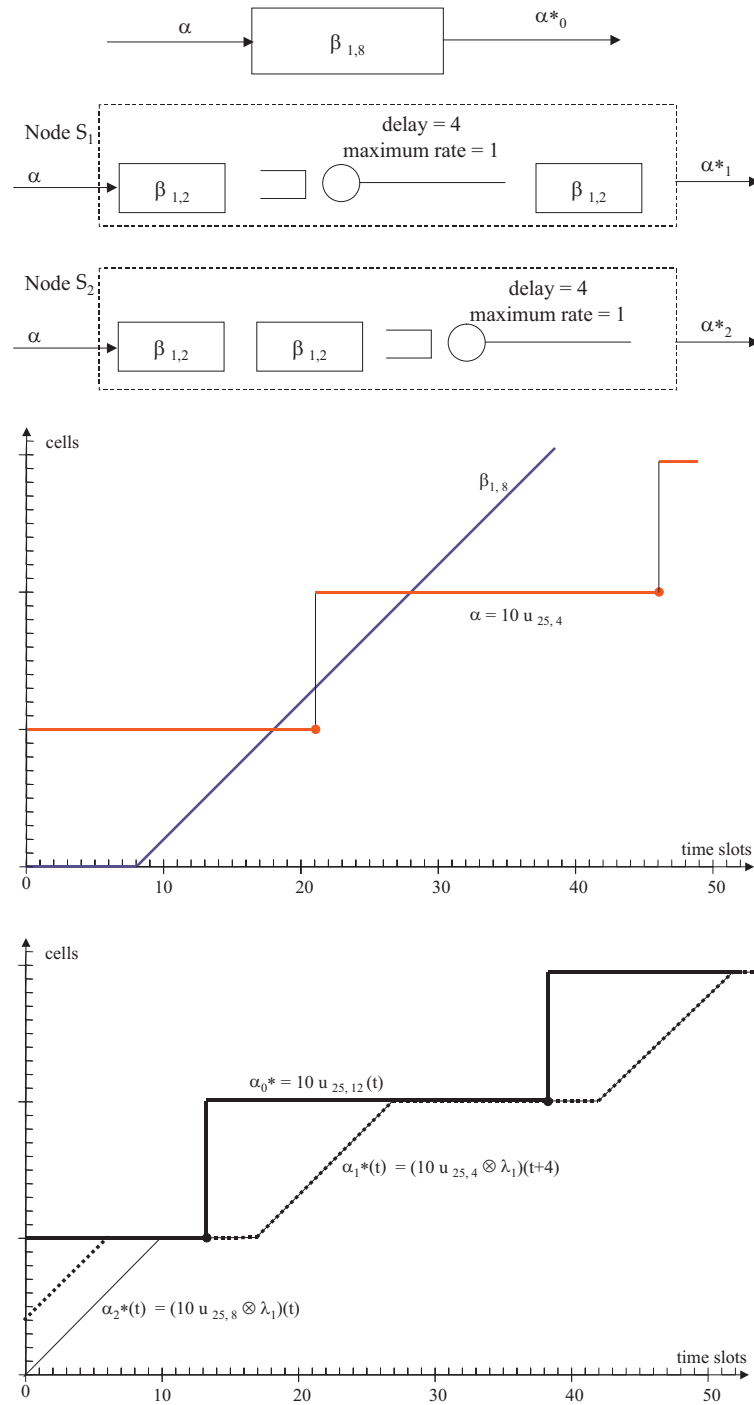 α
β 1,8
α*0
Node S1
delay = 4
maximum rate = 1
α
β 1,2
β 1,2
α*1
Node S2
delay = 4
maximum rate = 1
α
β 1,2
β 1,2
α*2
cells
β1, 8
α = 10 u 25, 4
time slots
0 10 20 30 40 50
cells
α0* = 10 u 25, 12 (t)
α1*(t) = (10 u 25, 4 ⊗ λ1)(t+4)
α2*(t) = (10 u 25, 8 ⊗ λ1)(t)
time slots
0 10 20 30 40 50